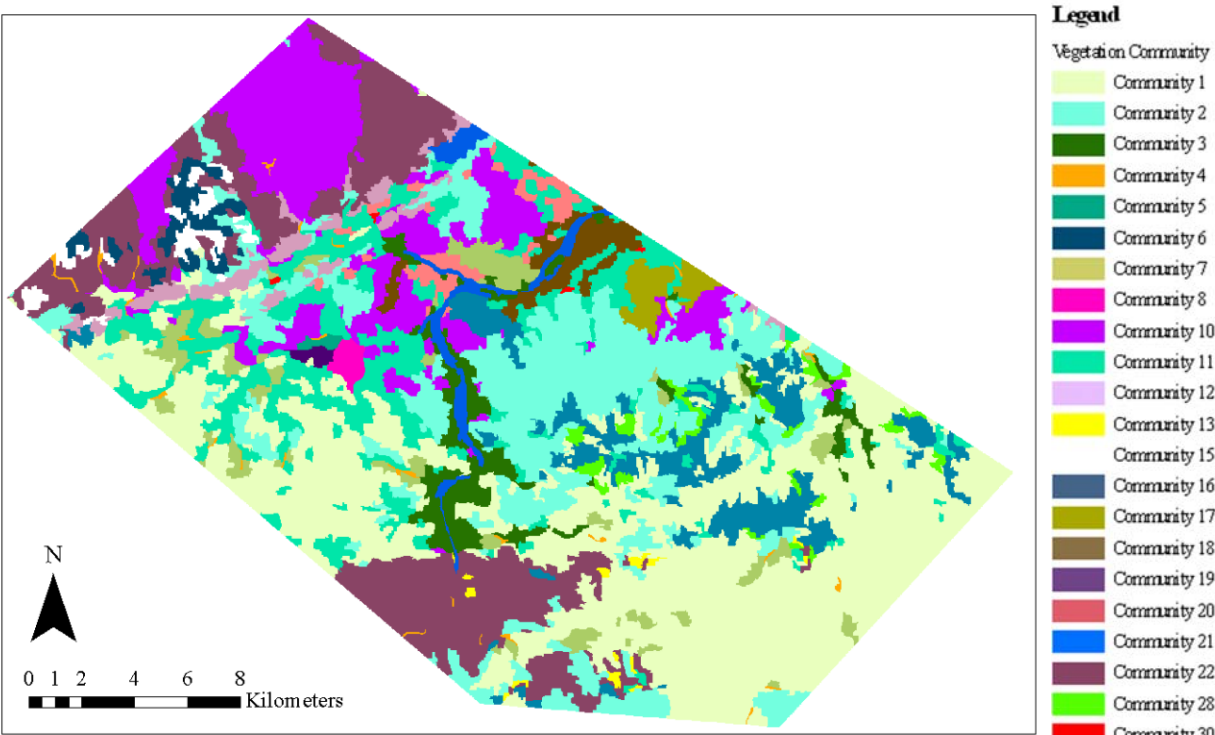 Legend
Vegetation Community
Community 1
Community 2
Community 3
Community 4
Community 5
Community 6
Community 7
Community 8
Community 10
Community 11
Community 12
Community 13
Community 15
Community 16
Community 17
Community 18
Community 19
Community 20
Community 21
Community 22
Community 28
Community 30
N
0 1 2 4 6 8
Kilometers